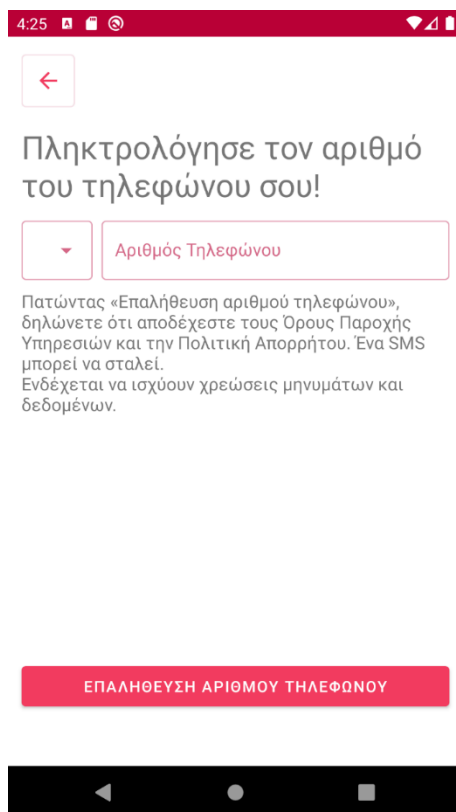 4:25
Πληκτρολόγησε τον αριθμό
του τηλεφώνου σου!
Αριθμός Τηλεφώνου
Πατώντας «Επαλήθευση αριθμού τηλεφώνου»,
δηλώνετε ότι αποδέχεστε τους Όρους Παροχής
Υπηρεσιών και την Πολιτική Απορρήτου. Ένα SMS
μπορεί να σταλεί.
Ενδέχεται να ισχύουν χρεώσεις μηνυμάτων και
δεδομένων.
ΕΠΑΛΗΘΕΥΣΗ ΑΡΙΘΜΟΥ ΤΗΛΕΦΩΝΟΥ